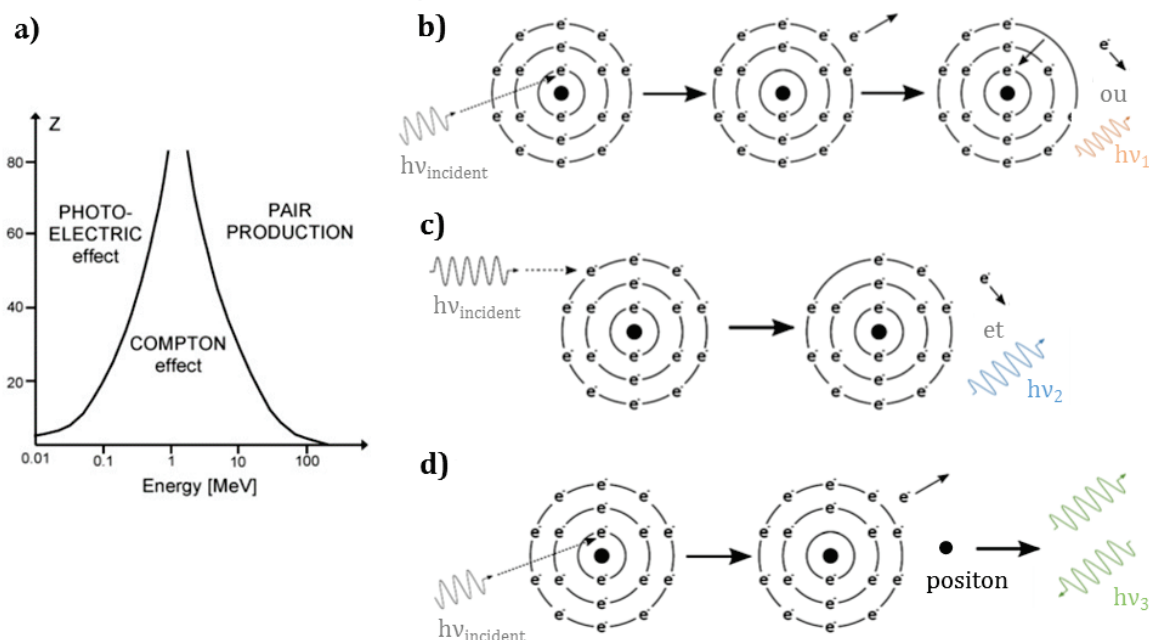 a)
Z
80
60
40
20
0.01
0.1
1
10
100
Energy [MeV]
PHOTO-
ELECTRIC
effect
PAIR
PRODUCTION
COMPTON
effect
b)
e⁻ e⁻ e⁻ e⁻ e⁻ e⁻ e⁻ e⁻ e⁻ e⁻ e⁻ e⁻ e⁻ e⁻ e⁻ e⁻ e⁻ e⁻
hνincident
e⁻
ou
hν1
c)
hνincident
e⁻
et
hν2
d)
hνincident
e⁻
positon
hν3